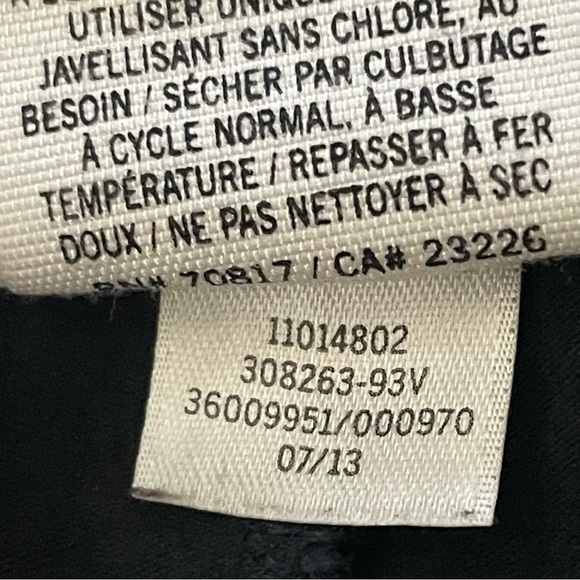 UTILISER UNIQUE
JAVELLISANT SANS CHLORE, AU
BESOIN / SÉCHER PAR CULBUTAGE
À CYCLE NORMAL, À BASSE
TEMPÉRATURE / REPASSER À FER
DOUX / NE PAS NETTOYER À SEC
RN# 70817 / CA# 23226
11014802
308263-93V
36009951/000970
07/13